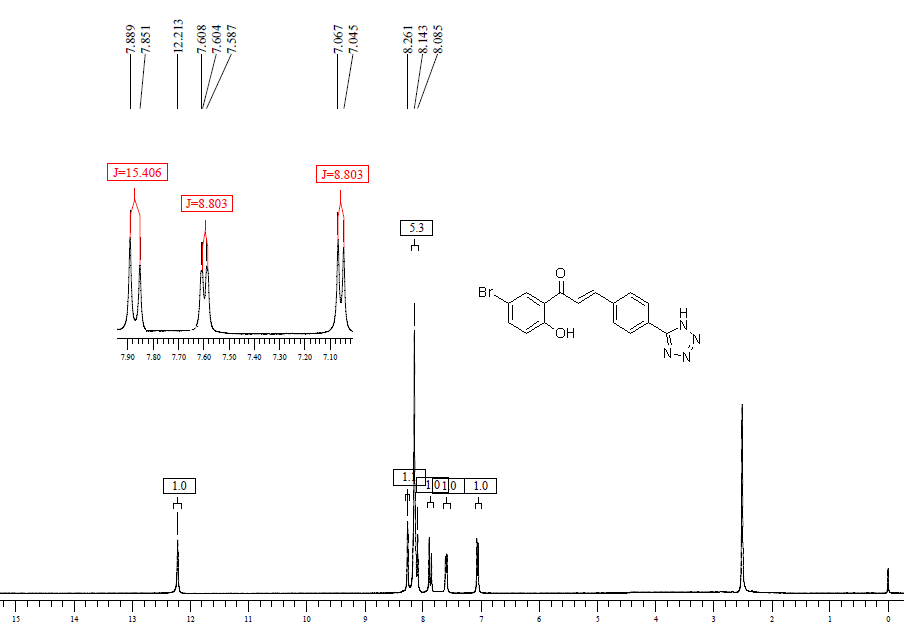 7.889
7.851
12.213
7.608
7.604
7.587
7.067
7.045
8.261
8.143
8.085
J=15.406
J=8.803
J=8.803
5.3
7.90 7.80 7.70 7.60 7.50 7.40 7.30 7.20 7.10
Br
O
OH
H
N
N
N
N
1.0
1.1
1.0
1.0
1.0
15 14 13 12 11 10 9 8 7 6 5 4 3 2 1 0